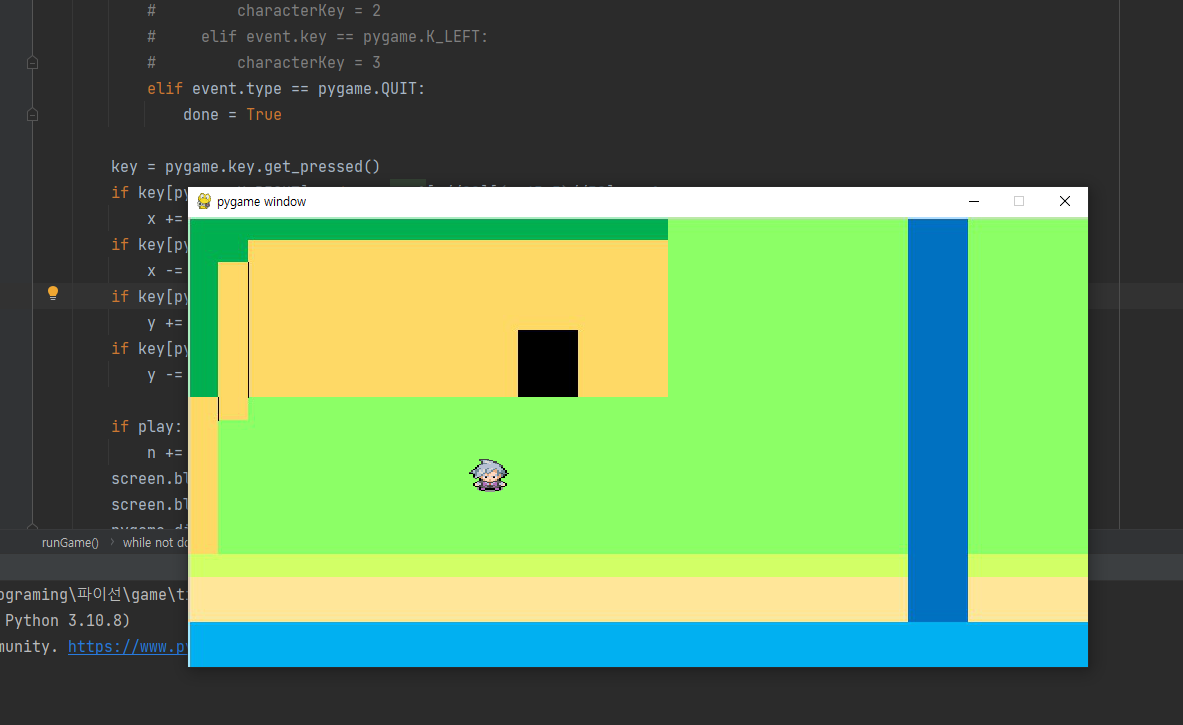 # characterKey = 2
# elif event.key == pygame.K_LEFT:
# characterKey = 3
elif event.type == pygame.QUIT:
done = True
key = pygame.key.get_pressed()
if key[py
x +=
if key[py
x -=
if key[py
y +=
if key[py
y -=
if play:
n +=
screen.bl
screen.bl
pygame window
runGame() › while not do
ograming\파이선\game\t
Python 3.10.8)
munity. https://www.py